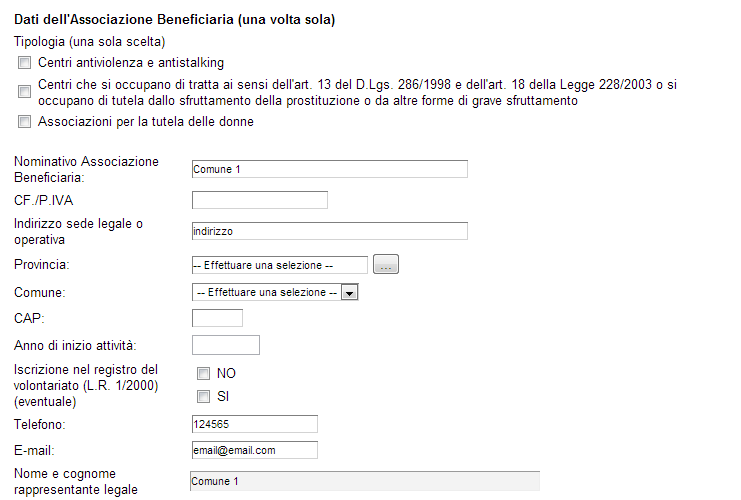 Dati dell'Associazione Beneficiaria (una volta sola)
Tipologia (una sola scelta)
Centri antiviolenza e antistalking
Centri che si occupano di tratta ai sensi dell'art. 13 del D.Lgs. 286/1998 e dell'art. 18 della Legge 228/2003 o si
occupano di tutela dallo sfruttamento della prostituzione o da altre forme di grave sfruttamento
Associazioni per la tutela delle donne
Nominativo Associazione
Beneficiaria:
Comune 1
CF./P.IVA
Indirizzo sede legale o
operativa
indirizzo
Provincia:
-- Effettuare una selezione --
...
Comune:
-- Effettuare una selezione --
CAP:
Anno di inizio attività:
Iscrizione nel registro del
volontariato (L.R. 1/2000)
(eventuale)
NO
SI
Telefono:
124565
E-mail:
email@email.com
Nome e cognome
rappresentante legale
Comune 1